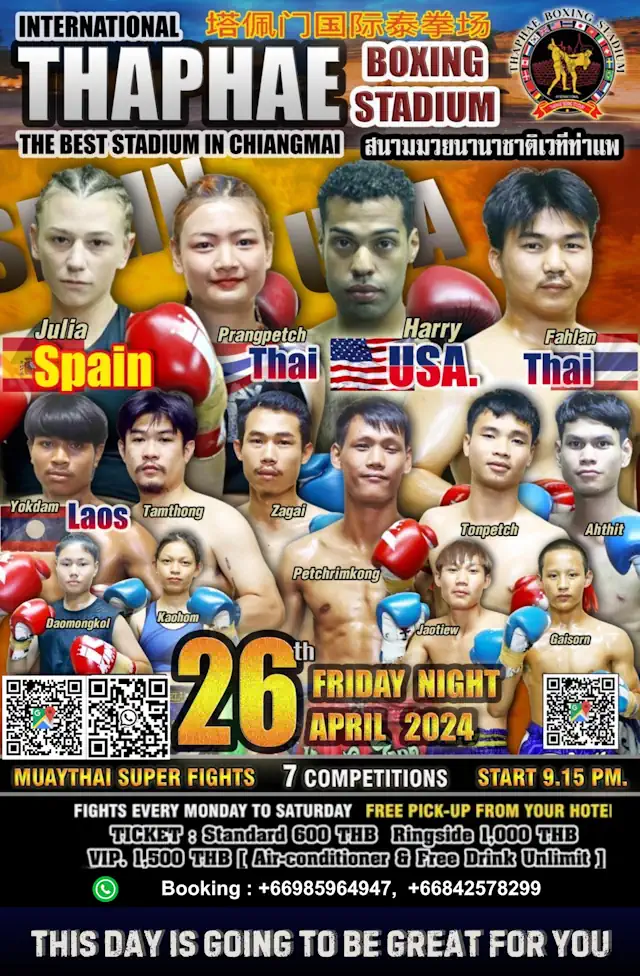 INTERNATIONAL
塔佩门国际泰拳场
THAPHAE
BOXING
STADIUM
THAPHAE BOXING STADIUM
THE BEST STADIUM IN CHIANGMAI
สนามมวยนานาชาติเวทีท่าแพ
Julia
Prangpetch
Harry
Fahlan
Spain
Thai
USA.
Thai
Yokdam
Laos
Tamthong
Zagai
Petchrimkong
Tonpetch
Ahthit
Daomongkol
Kaohom
Jaotiew
Gaisorn
26th
FRIDAY NIGHT
APRIL 2024
MUAYTHAI SUPER FIGHTS 7 COMPETITIONS START 9.15 PM.
FIGHTS EVERY MONDAY TO SATURDAY FREE PICK-UP FROM YOUR HOTE
TICKET : Standard 600 THB Ringside 1,000 THB
VIP. 1,500 THB [ Air-conditioner & Free Drink Unlimit ]
Booking : +66985964947, +66842578299
THIS DAY IS GOING TO BE GREAT FOR YOU